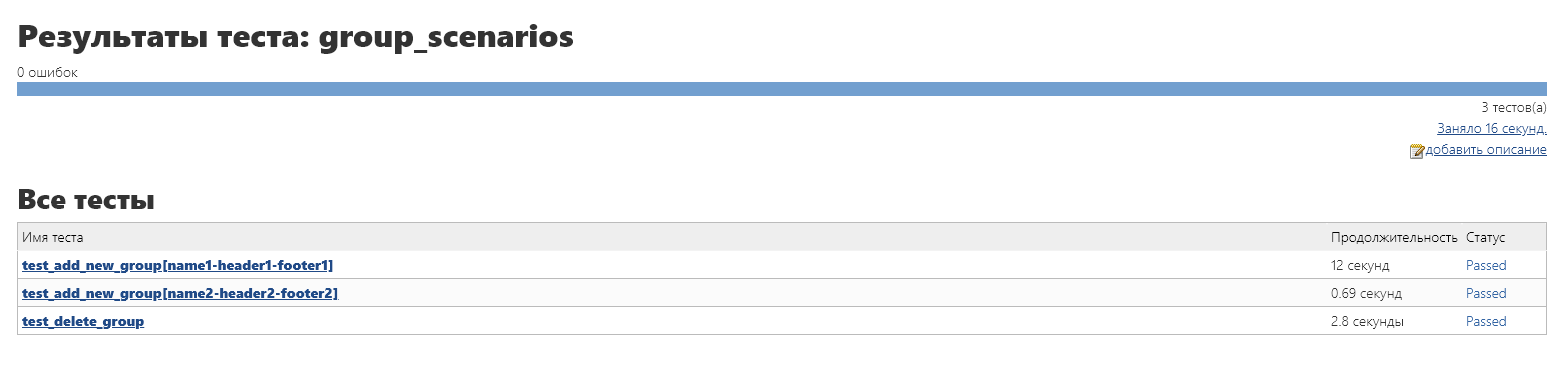 Результаты теста: group_scenarios
0 ошибок
3 тестов(а)
Заняло 16 секунд.
добавить описание
Все тесты
Имя теста Продолжительность Статус
test_add_new_group[name1-header1-footer1] 12 секунд Passed
test_add_new_group[name2-header2-footer2] 0.69 секунд Passed
test_delete_group 2.8 секунды Passed